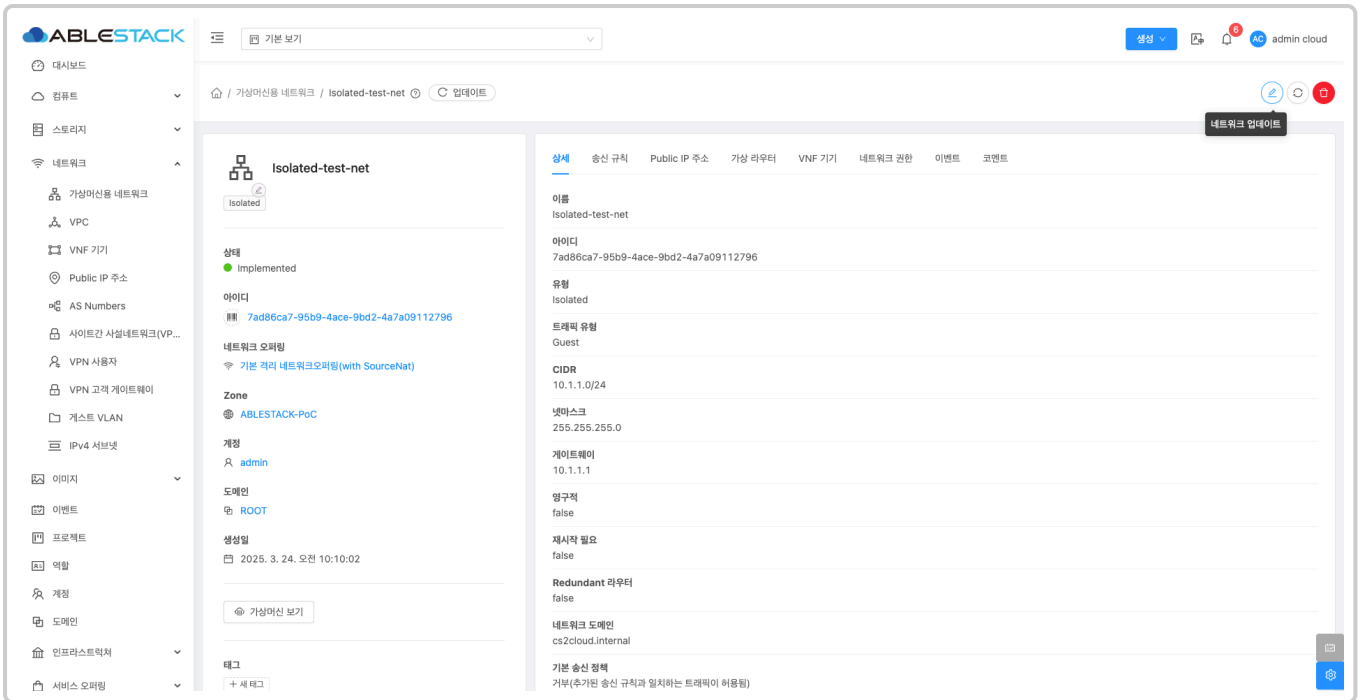 ABLESTACK
기본 보기
생성
6
AC
admin cloud
대시보드
컴퓨트
스토리지
네트워크
가상머신용 네트워크
VPC
VNF 기기
Public IP 주소
AS Numbers
사이트간 사설네트워크(VP...
VPN 사용자
VPN 고객 게이트웨이
게스트 VLAN
IPv4 서브넷
이미지
이벤트
프로젝트
역할
계정
도메인
인프라스트럭쳐
서비스 오퍼링
/ 가상머신용 네트워크 / Isolated-test-net
업데이트
네트워크 업데이트
Isolated-test-net
Isolated
상태
Implemented
아이디
7ad86ca7-95b9-4ace-9bd2-4a7a09112796
네트워크 오퍼링
기본 격리 네트워크오퍼링(with SourceNat)
Zone
ABLESTACK-PoC
계정
admin
도메인
ROOT
생성일
2025. 3. 24. 오전 10:10:02
가상머신 보기
태그
+ 새 태그
상세 송신 규칙 Public IP 주소 가상 라우터 VNF 기기 네트워크 권한 이벤트 코멘트
이름
Isolated-test-net
아이디
7ad86ca7-95b9-4ace-9bd2-4a7a09112796
유형
Isolated
트래픽 유형
Guest
CIDR
10.1.1.0/24
넷마스크
255.255.255.0
게이트웨이
10.1.1.1
영구적
false
재시작 필요
false
Redundant 라우터
false
네트워크 도메인
cs2cloud.internal
기본 송신 정책
거부(추가된 송신 규칙과 일치하는 트래픽이 허용됨)